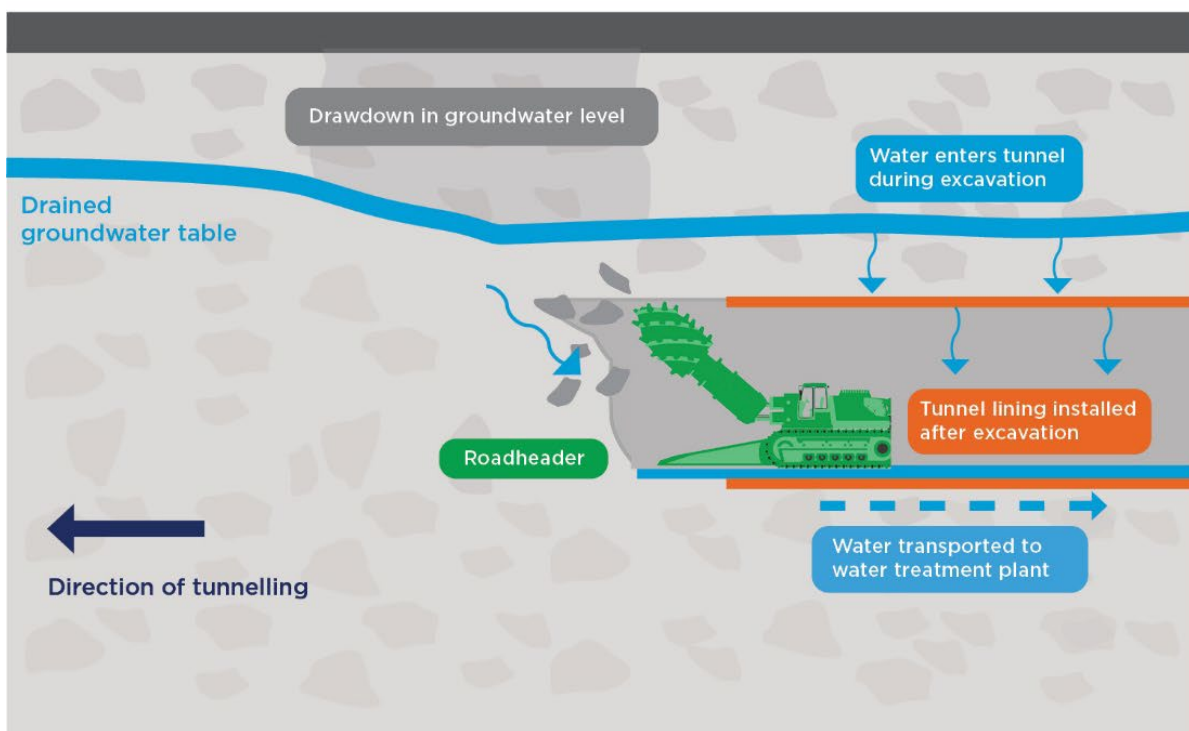 Drawdown in groundwater level
Water enters tunnel
during excavation
Drained
groundwater table
Tunnel lining installed
after excavation
Roadheader
Water transported to
water treatment plant
Direction of tunnelling